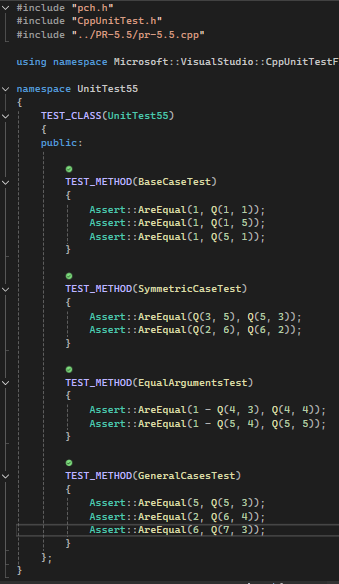 #include "pch.h"
#include "CppUnitTest.h"
#include "../PR-5.5/pr-5.5.cpp"
using namespace Microsoft::VisualStudio::CppUnitTestF
namespace UnitTest55
{
TEST_CLASS(UnitTest55)
{
public:
TEST_METHOD(BaseCaseTest)
{
Assert::AreEqual(1, Q(1, 1));
Assert::AreEqual(1, Q(1, 5));
Assert::AreEqual(1, Q(5, 1));
}
TEST_METHOD(SymmetricCaseTest)
{
Assert::AreEqual(Q(3, 5), Q(5, 3));
Assert::AreEqual(Q(2, 6), Q(6, 2));
}
TEST_METHOD(EqualArgumentsTest)
{
Assert::AreEqual(1 - Q(4, 3), Q(4, 4));
Assert::AreEqual(1 - Q(5, 4), Q(5, 5));
}
TEST_METHOD(GeneralCasesTest)
{
Assert::AreEqual(5, Q(5, 3));
Assert::AreEqual(2, Q(6, 4));
Assert::AreEqual(6, Q(7, 3));
}
};
}